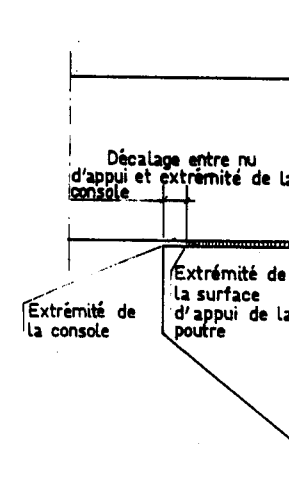 Décalage entre nu
d'appui et extrémité de la
console
Extrémité de
la surface
d'appui de la
poutre
Extrémité de
la console